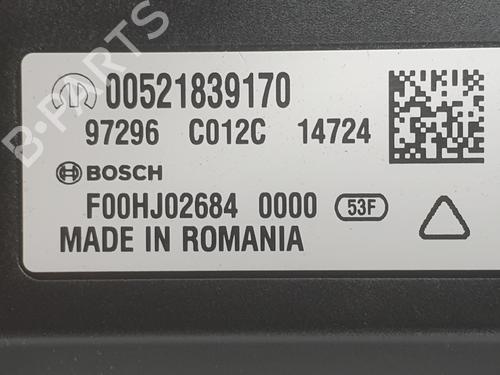 00521839170
97296 C012C 14724
BOSCH
F00HJ02684 0000 53F
MADE IN ROMANIA
B-PARTS